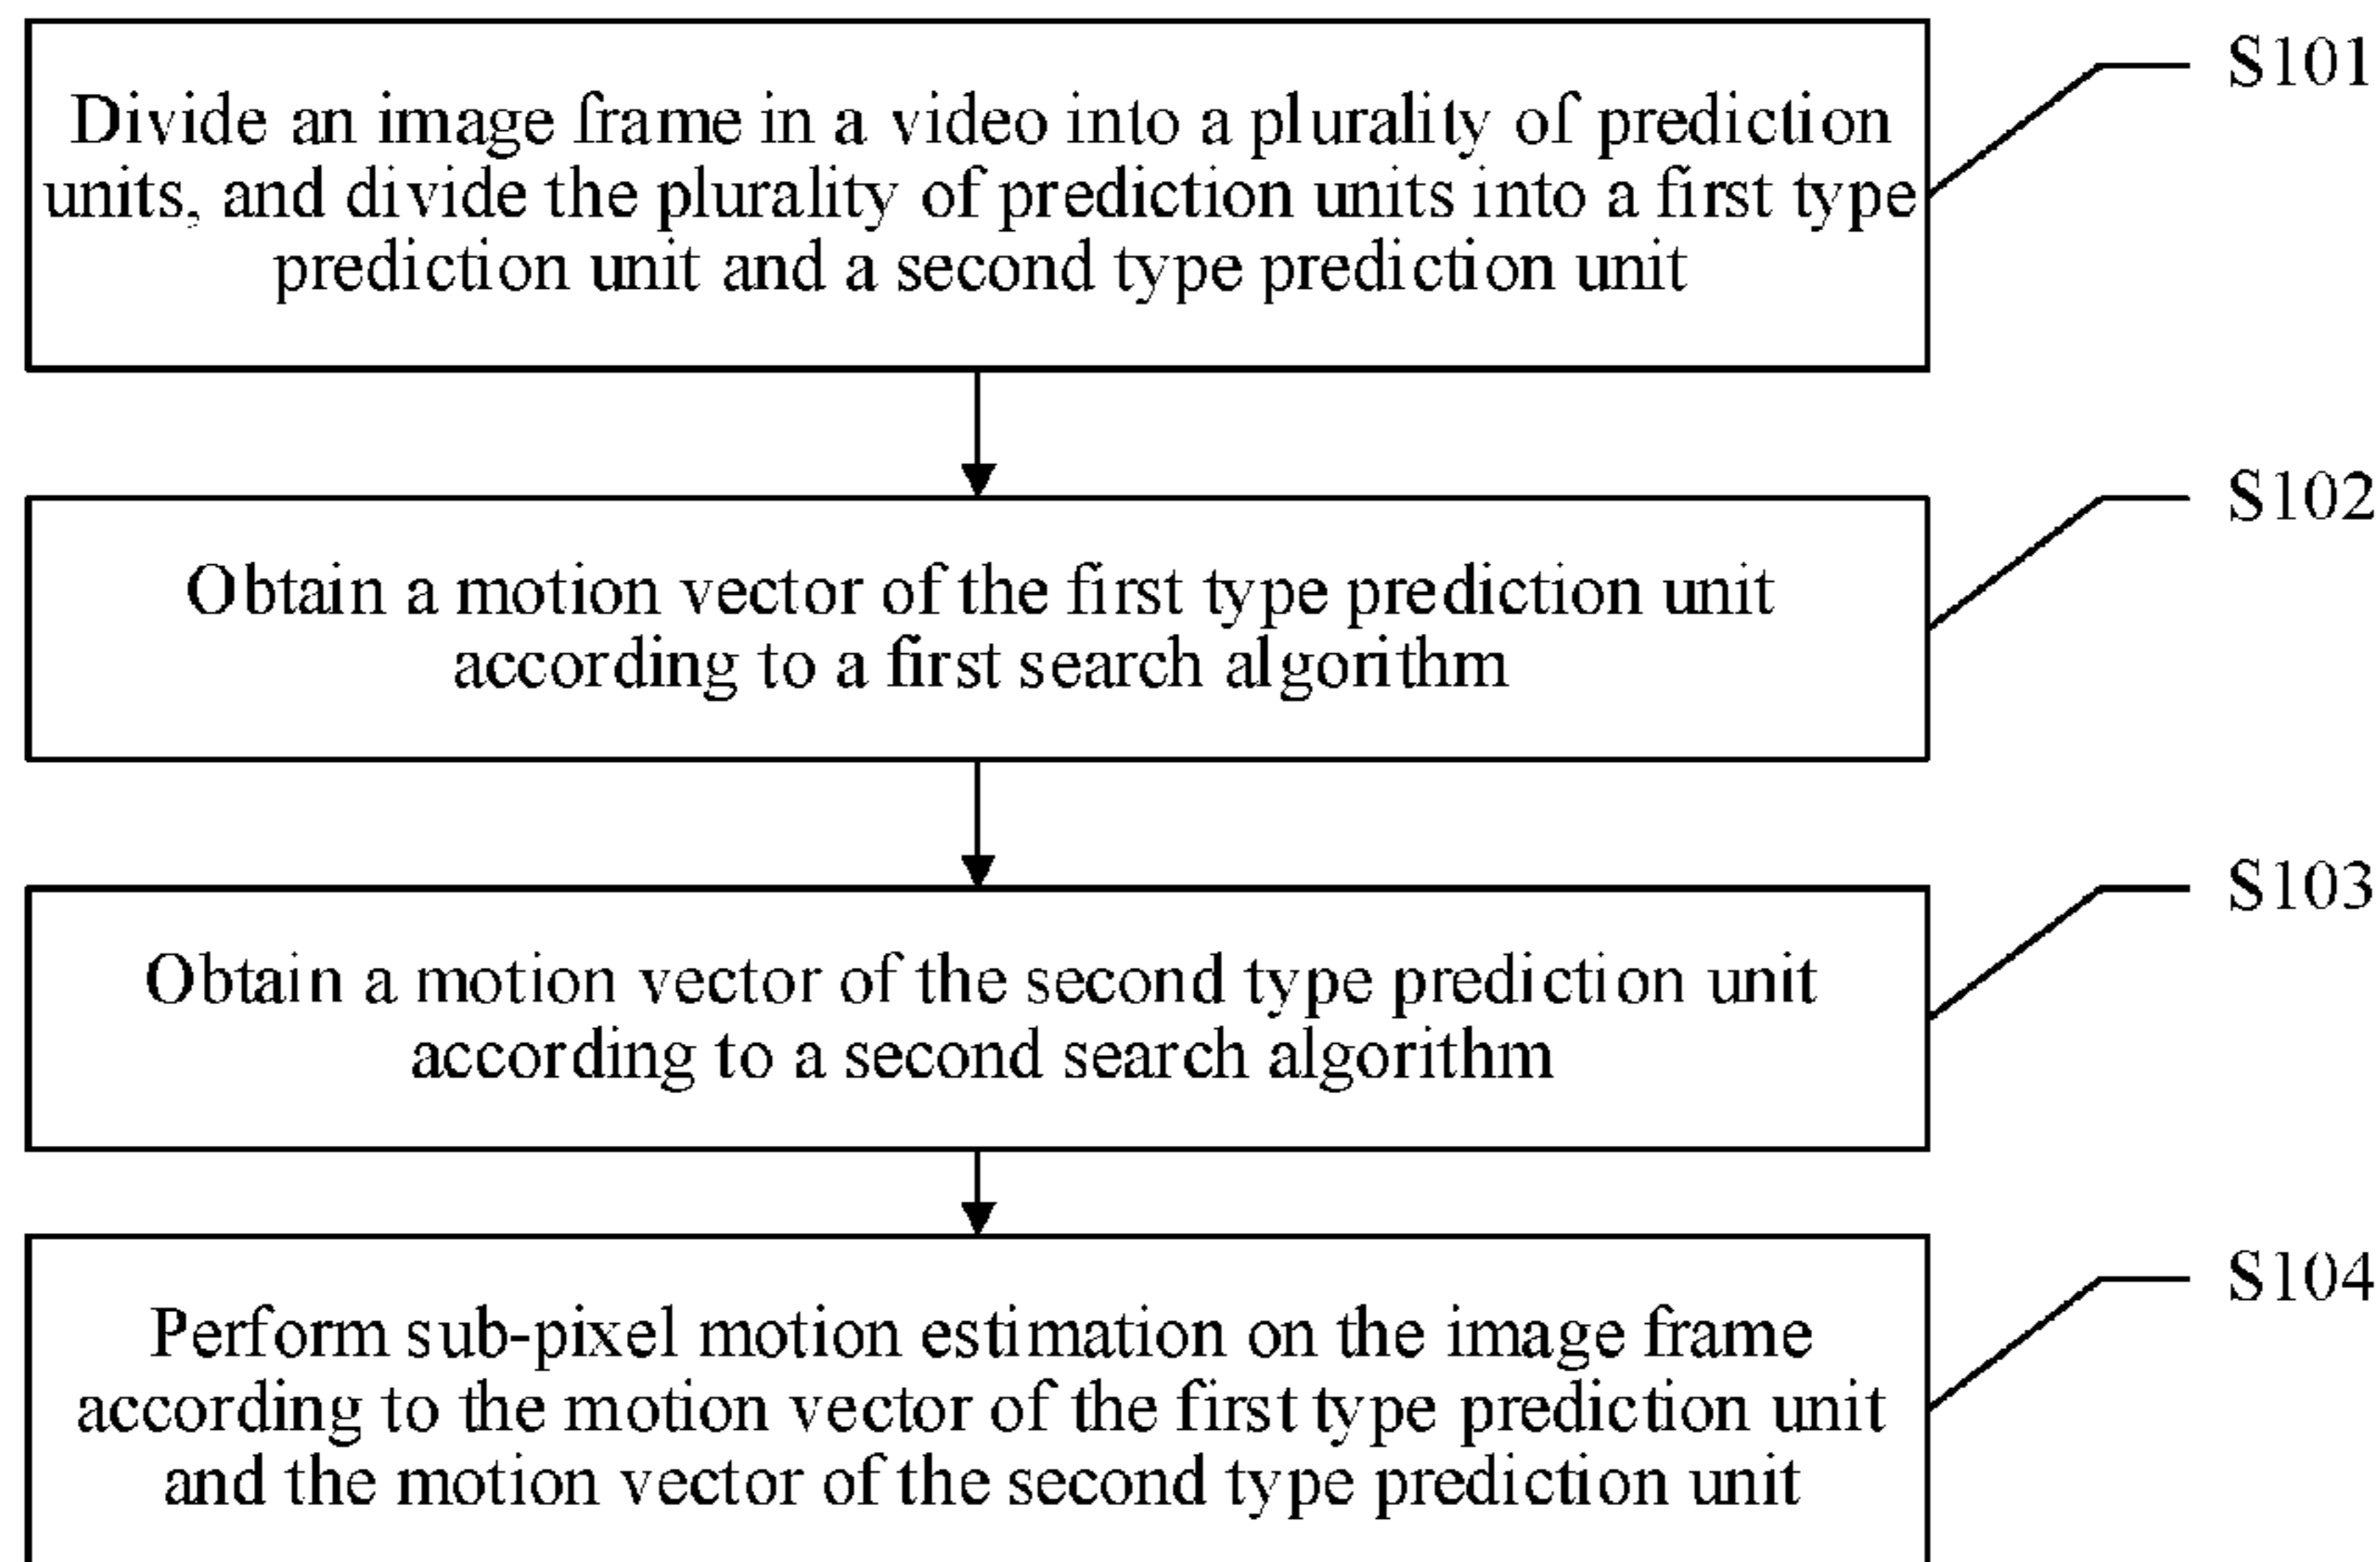 S101
Divide an image frame in a video into a plurality of prediction
units, and divide the plurality of prediction units into a first type
prediction unit and a second type prediction unit
S102
Obtain a motion vector of the first type prediction unit
according to a first search algorithm
S103
Obtain a motion vector of the second type prediction unit
according to a second search algorithm
S104
Perform sub-pixel motion estimation on the image frame
according to the motion vector of the first type prediction unit
and the motion vector of the second type prediction unit